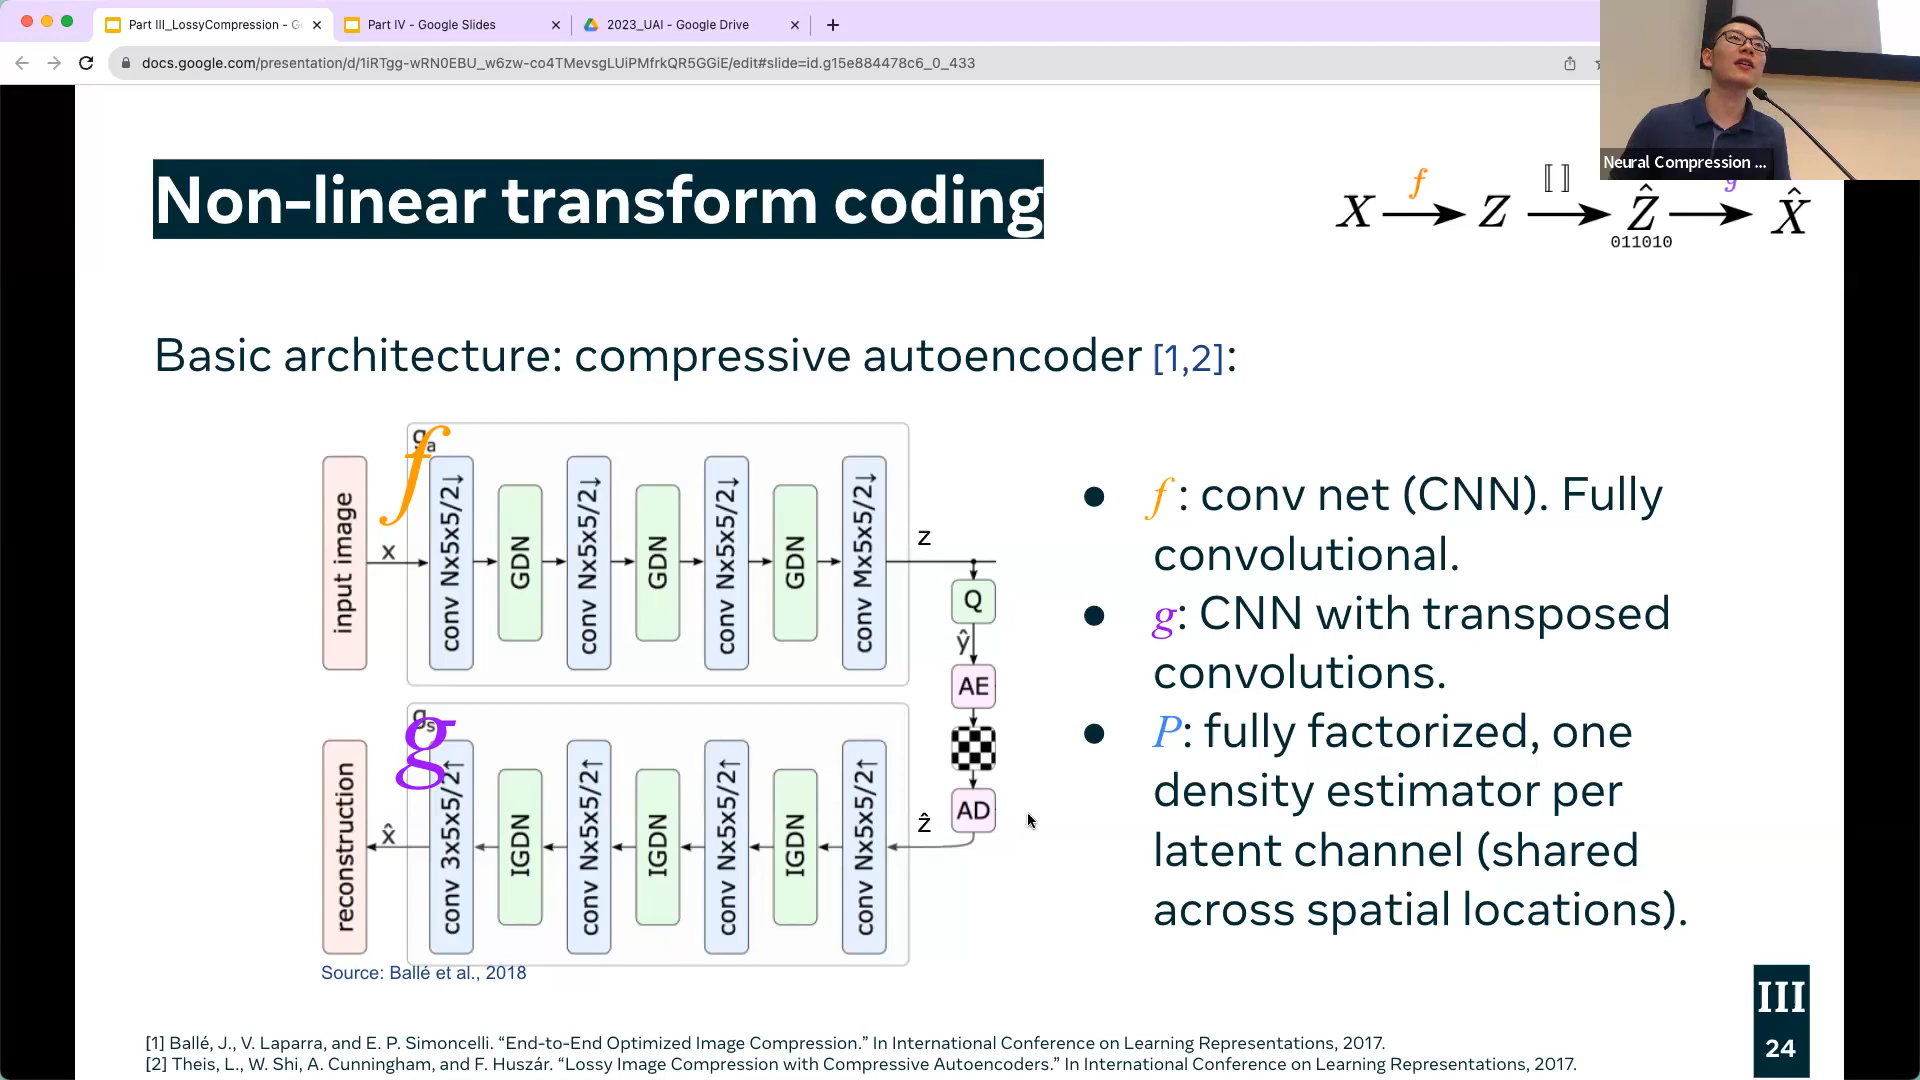 Part III_LossyCompression - G
Part IV - Google Slides
2023_UAI - Google Drive
docs.google.com/presentation/d/1iRTgg-wRN0EBU_w6zw-co4TMevsgLUiPMfrkQR5GGiE/edit#slide=id.g15e884478c6_0_433
Neural Compression ...
Non-linear transform coding
X f Z [[ ]] Ẑ g X̂
011010
Basic architecture: compressive autoencoder [1,2]:
input image
x
gₐ
f
conv Nx5x5/2↓
GDN
conv Nx5x5/2↓
GDN
conv Nx5x5/2↓
GDN
conv Mx5x5/2↓
z
Q
ŷ
AE
AD
ẑ
reconstruction
x̂
gₛ
g
conv 3x5x5/2↑
IGDN
conv Nx5x5/2↑
IGDN
conv Nx5x5/2↑
IGDN
conv Nx5x5/2↑
Source: Ballé et al., 2018
● f : conv net (CNN). Fully
convolutional.
● g: CNN with transposed
convolutions.
● P: fully factorized, one
density estimator per
latent channel (shared
across spatial locations).
III
24
[1] Ballé, J., V. Laparra, and E. P. Simoncelli. “End-to-End Optimized Image Compression.” In International Conference on Learning Representations, 2017.
[2] Theis, L., W. Shi, A. Cunningham, and F. Huszár. “Lossy Image Compression with Compressive Autoencoders.” In International Conference on Learning Representations, 2017.